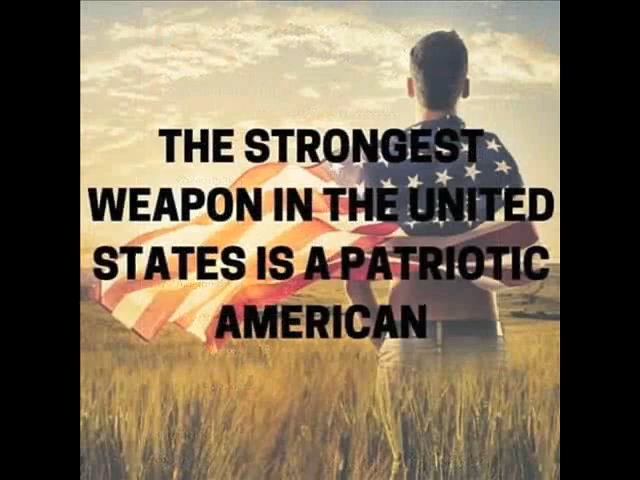 THE STRONGEST
WEAPON IN THE UNITED
STATES IS A PATRIOTIC
AMERICAN